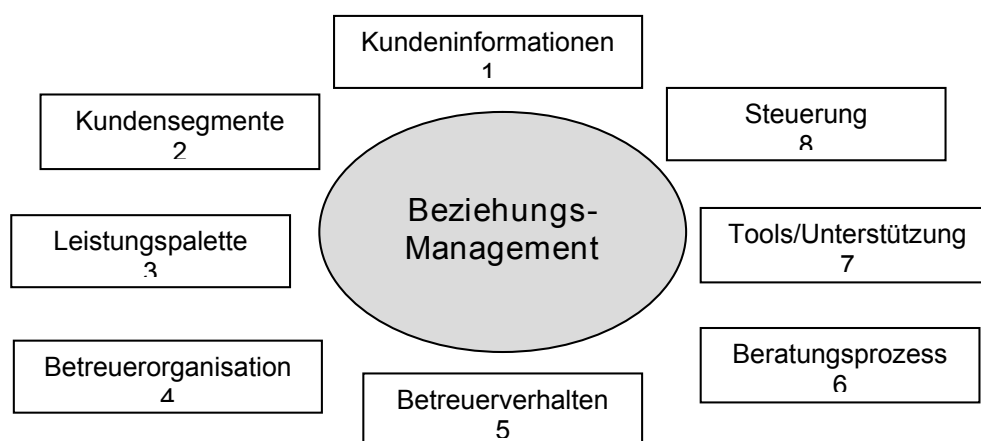 Kundeninformationen
1
Kundensegmente
2
Steuerung
8
Beziehungs-
Management
Leistungspalette
3
Tools/Unterstützung
7
Betreuerorganisation
4
Beratungsprozess
6
Betreuerverhalten
5